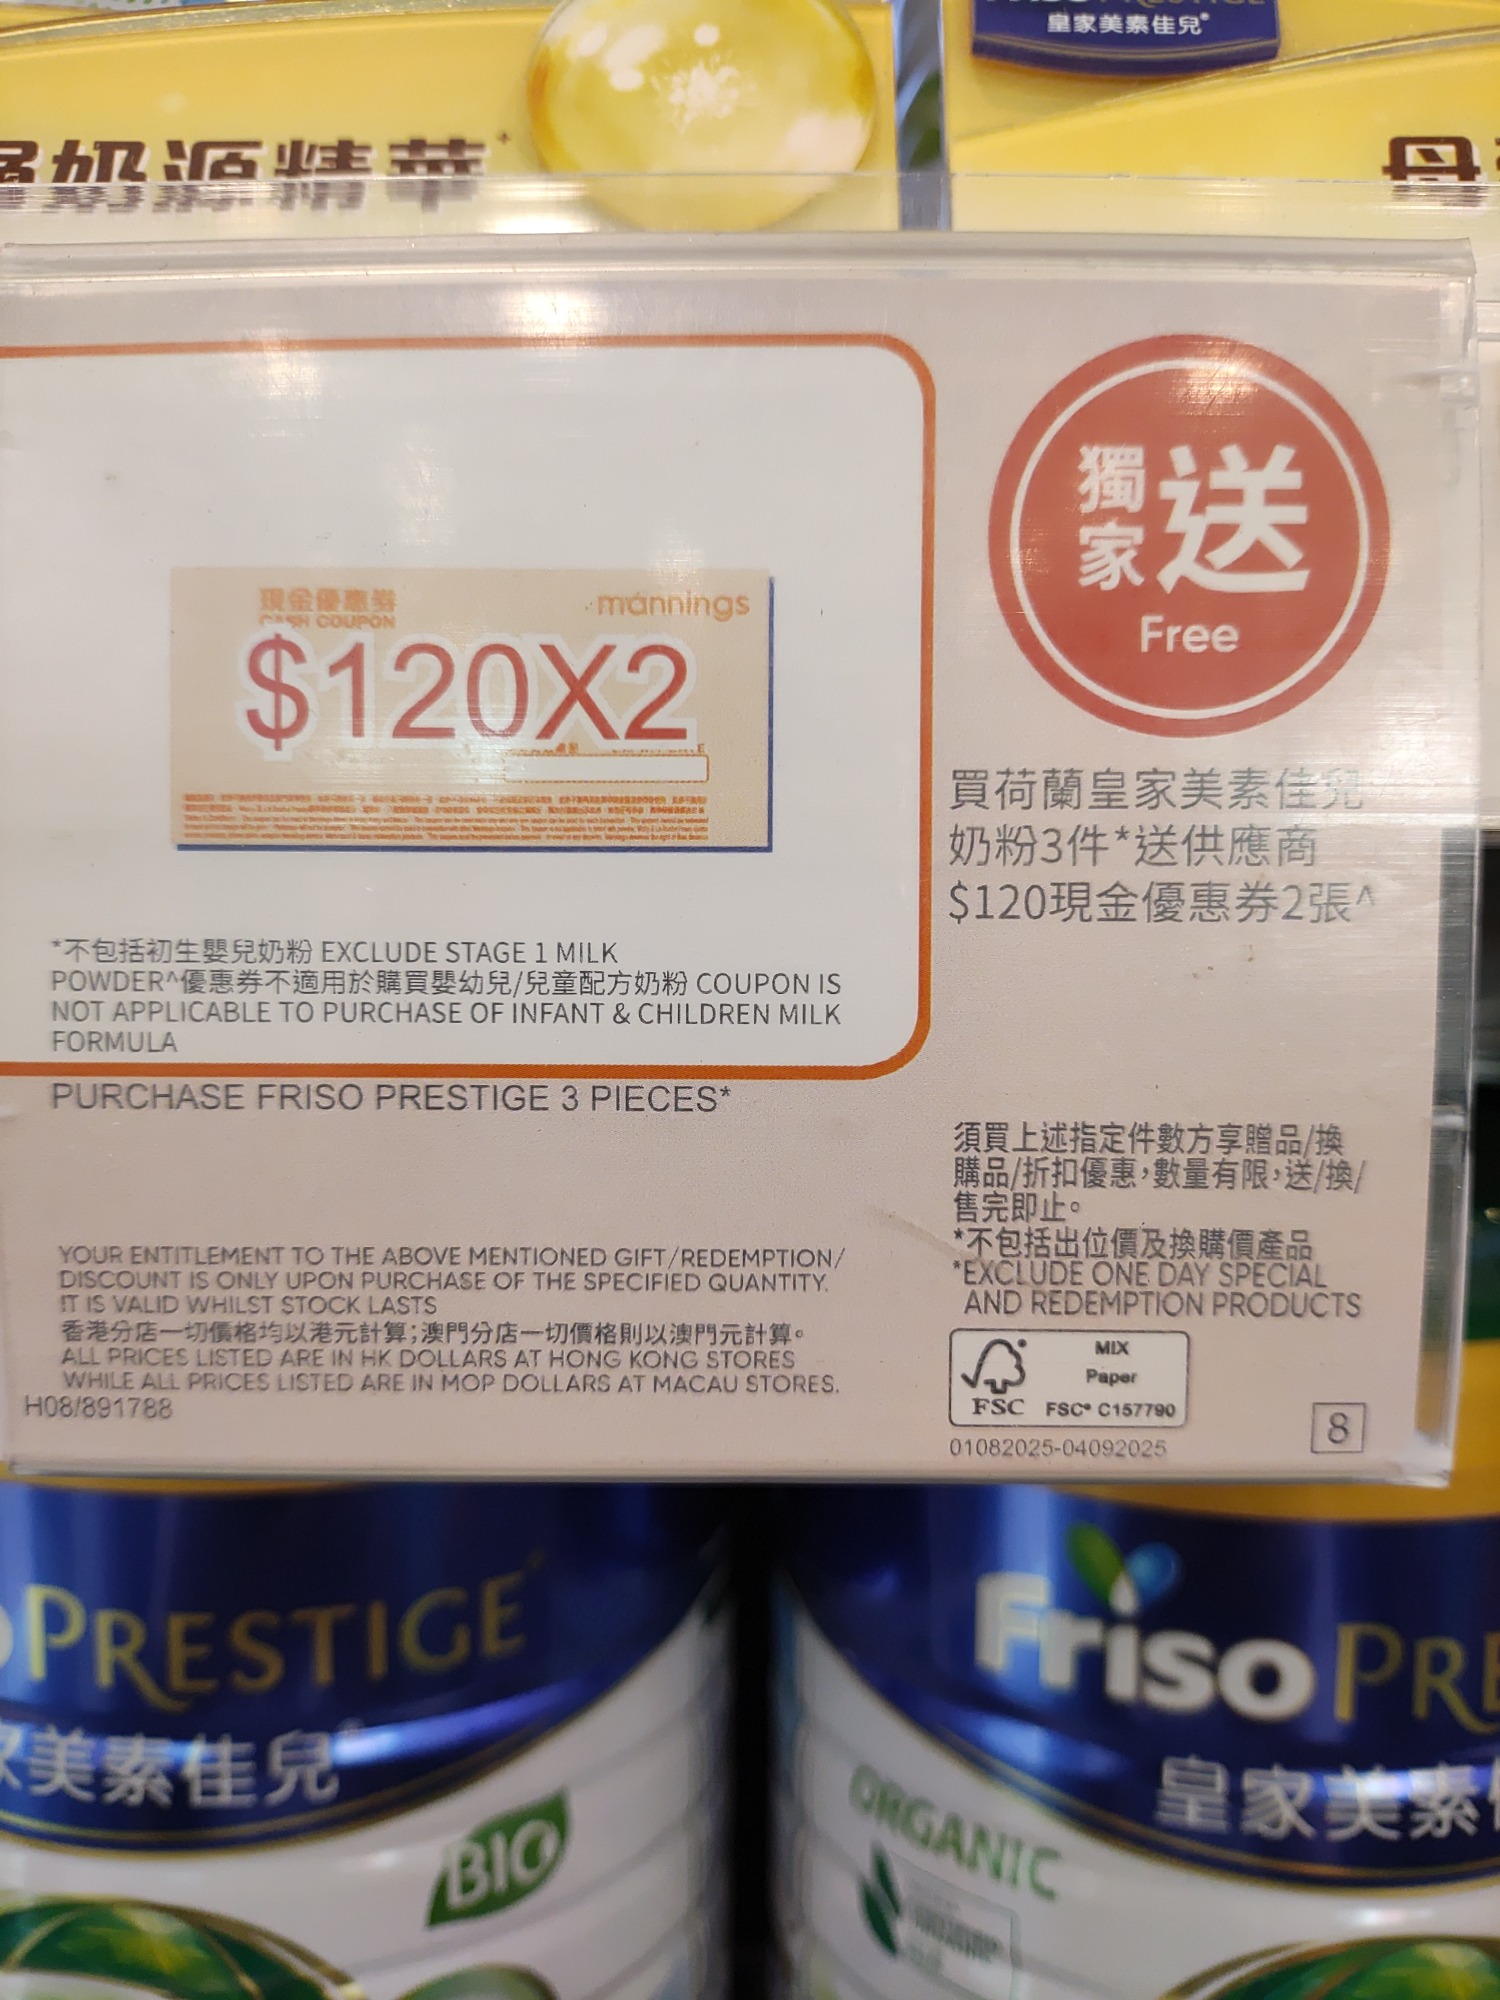 皇家美素佳兒®
奶源精華
母
獨家送
Free
現金優惠券
mannings
CASH COUPON
$120X2
買荷蘭皇家美素佳兒
奶粉3件*送供應商
$120現金優惠券2張^
*不包括初生嬰兒奶粉 EXCLUDE STAGE 1 MILK
POWDER^優惠券不適用於購買嬰幼兒/兒童配方奶粉 COUPON IS
NOT APPLICABLE TO PURCHASE OF INFANT & CHILDREN MILK
FORMULA
PURCHASE FRISO PRESTIGE 3 PIECES*
須買上述指定件數方享贈品/換
購品/折扣優惠,數量有限,送/換/
售完即止。
*不包括出位價及換購價產品
*EXCLUDE ONE DAY SPECIAL
AND REDEMPTION PRODUCTS
YOUR ENTITLEMENT TO THE ABOVE MENTIONED GIFT/REDEMPTION/
DISCOUNT IS ONLY UPON PURCHASE OF THE SPECIFIED QUANTITY.
IT IS VALID WHILST STOCK LASTS
香港分店一切價格均以港元計算;澳門分店一切價格則以澳門元計算。
ALL PRICES LISTED ARE IN HK DOLLARS AT HONG KONG STORES
WHILE ALL PRICES LISTED ARE IN MOP DOLLARS AT MACAU STORES.
H08/891788
MIX
Paper
FSC FSC® C157790
01082025-04092025
8
PRESTIGE
家美素佳兒®
BIO
Friso PRE
皇家美素
ORGANIC